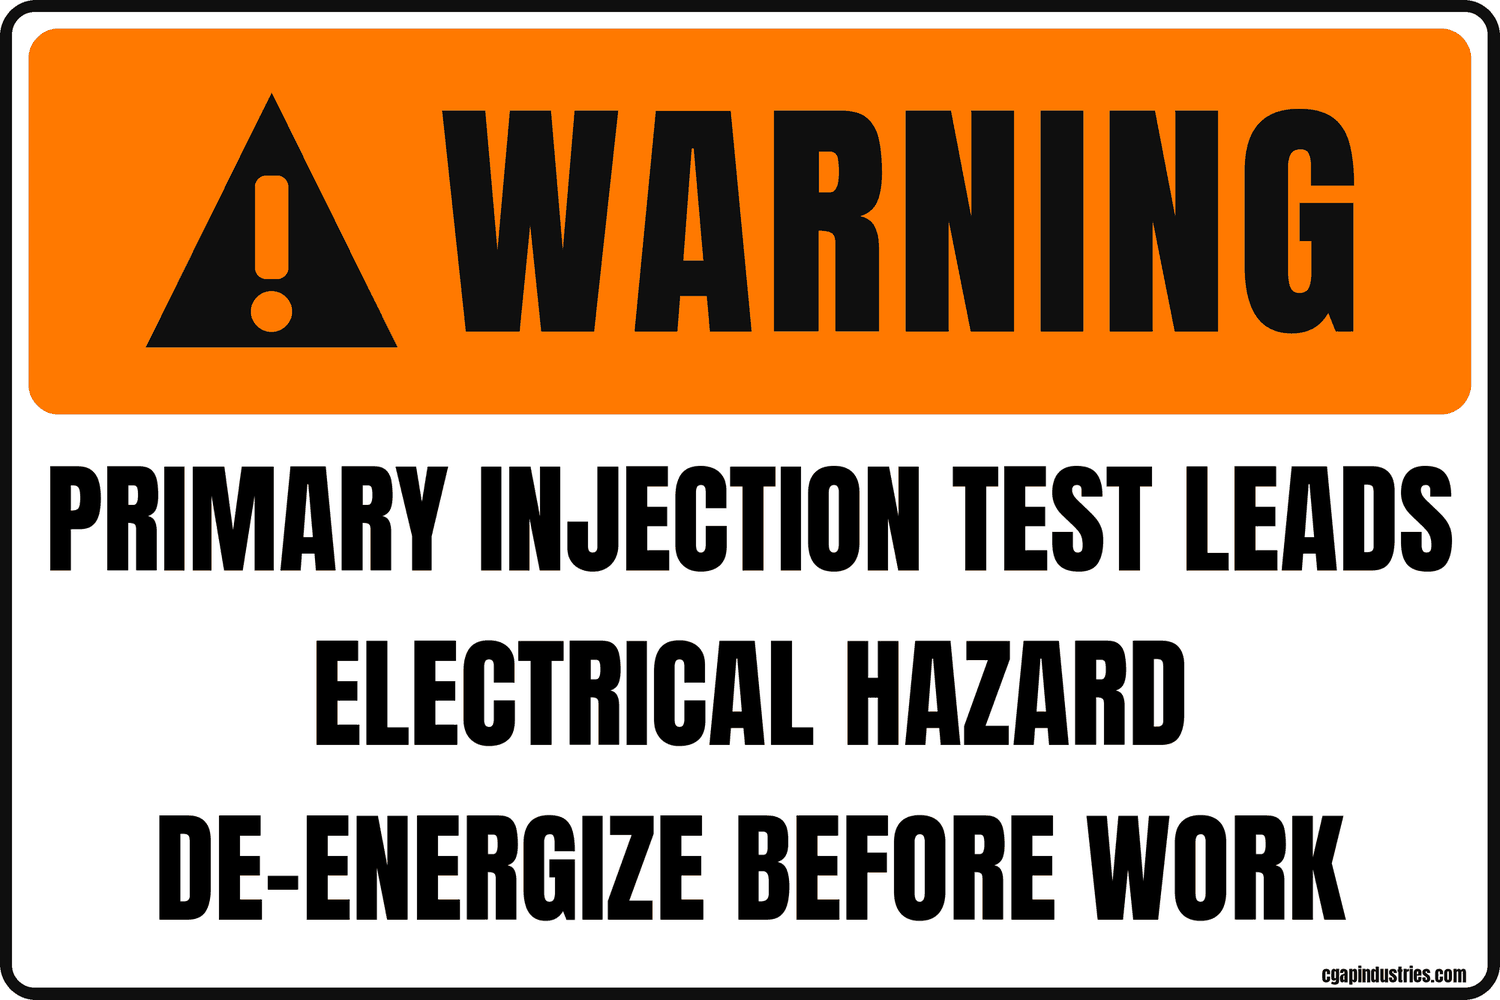 WARNING
PRIMARY INJECTION TEST LEADS
ELECTRICAL HAZARD
DE-ENERGIZE BEFORE WORK
cgapindustries.com